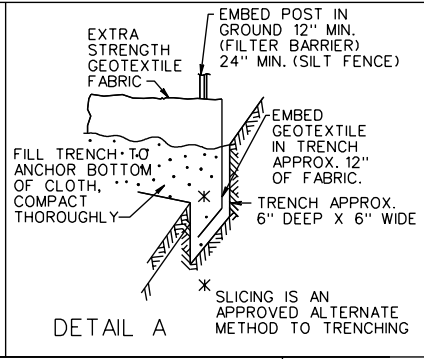 EXTRA
STRENGTH
GEOTEXTILE
FABRIC
EMBED POST IN
GROUND 12" MIN.
(FILTER BARRIER)
24" MIN. (SILT FENCE)
EMBED
GEOTEXTILE
IN TRENCH
APPROX. 12"
OF FABRIC.
FILL TRENCH TO
ANCHOR BOTTOM
OF CLOTH,
COMPACT
THOROUGHLY
TRENCH APPROX.
6" DEEP X 6" WIDE
SLICING IS AN
APPROVED ALTERNATE
METHOD TO TRENCHING
DETAIL A